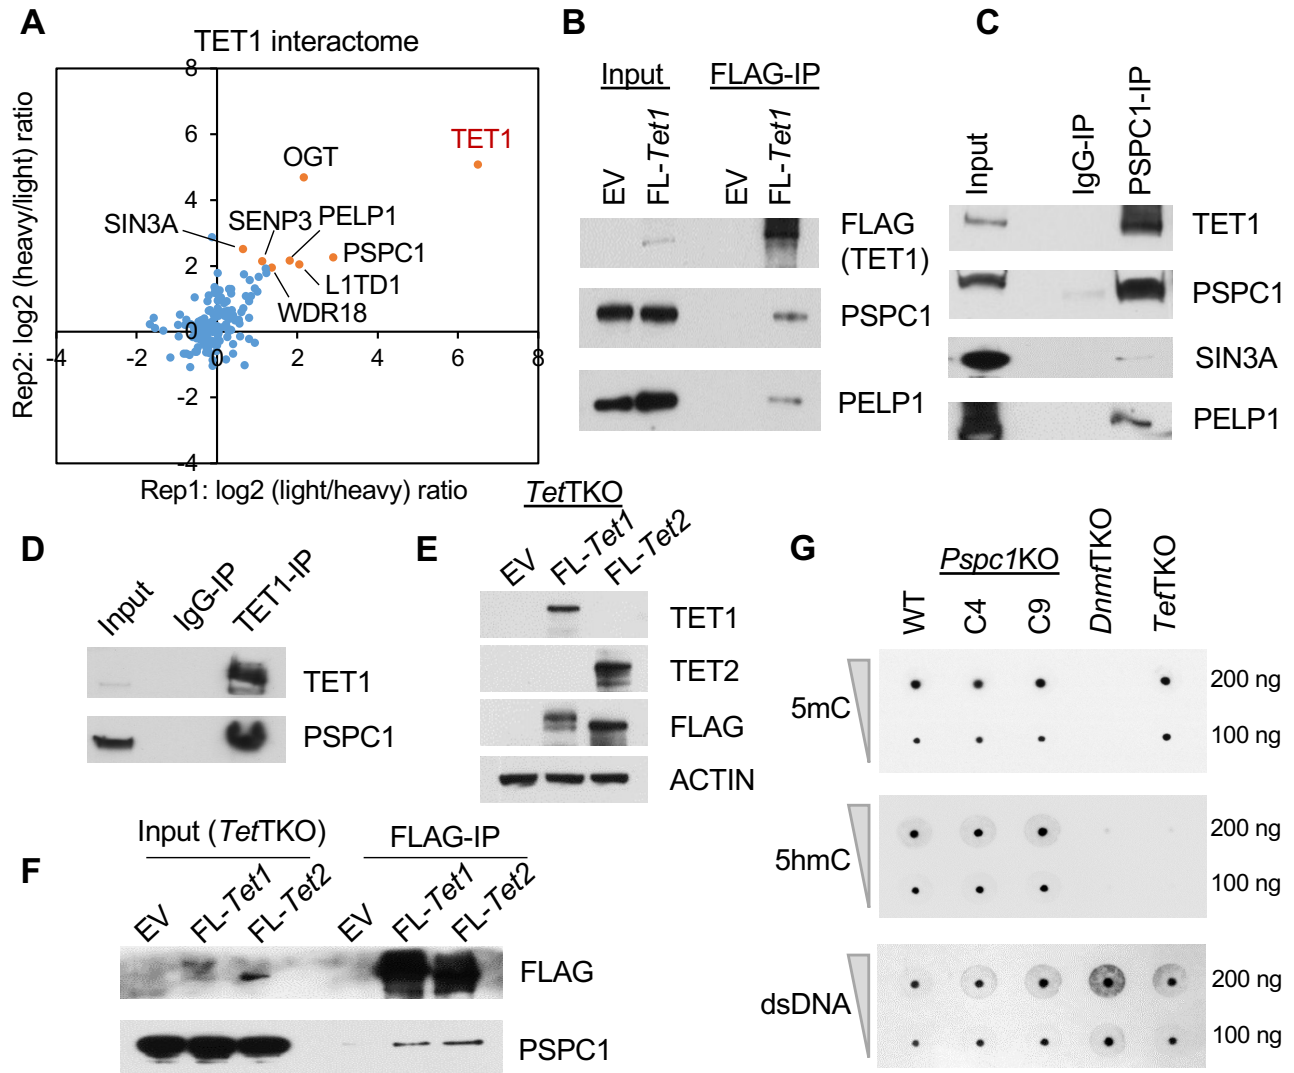 A
TET1 interactome
8
6
4
2
0
-2
-4
-4
-2
0
2
4
6
8
TET1
OGT
SIN3A
SENP3
PELP1
PSPC1
L1TD1
WDR18
Rep2: log2 (heavy/light) ratio
Rep1: log2 (light/heavy) ratio
B
Input
FLAG-IP
EV
FL-Tet1
EV
FL-Tet1
FLAG
(TET1)
PSPC1
PELP1
C
Input
IgG-IP
PSPC1-IP
TET1
PSPC1
SIN3A
PELP1
D
Input
IgG-IP
TET1-IP
TET1
PSPC1
E
TetTKO
EV
FL-Tet1
FL-Tet2
TET1
TET2
FLAG
ACTIN
F
Input (TetTKO)
FLAG-IP
EV
FL-Tet1
FL-Tet2
EV
FL-Tet1
FL-Tet2
FLAG
PSPC1
G
Pspc1KO
WT
C4
C9
DnmtTKO
TetTKO
5mC
200 ng
100 ng
5hmC
200 ng
100 ng
dsDNA
200 ng
100 ng